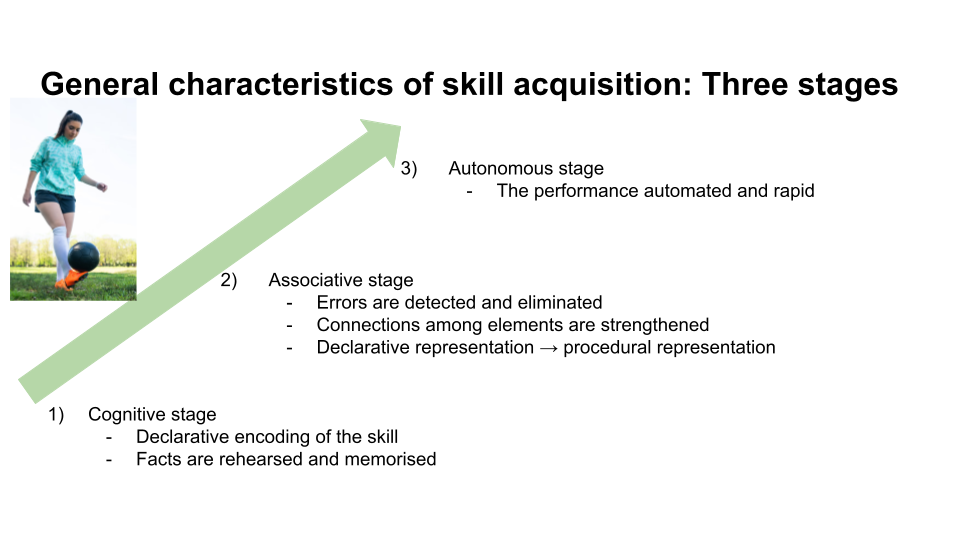 General characteristics of skill acquisition: Three stages
3) Autonomous stage
- The performance automated and rapid
2) Associative stage
- Errors are detected and eliminated
- Connections among elements are strengthened
- Declarative representation → procedural representation
1) Cognitive stage
- Declarative encoding of the skill
- Facts are rehearsed and memorised